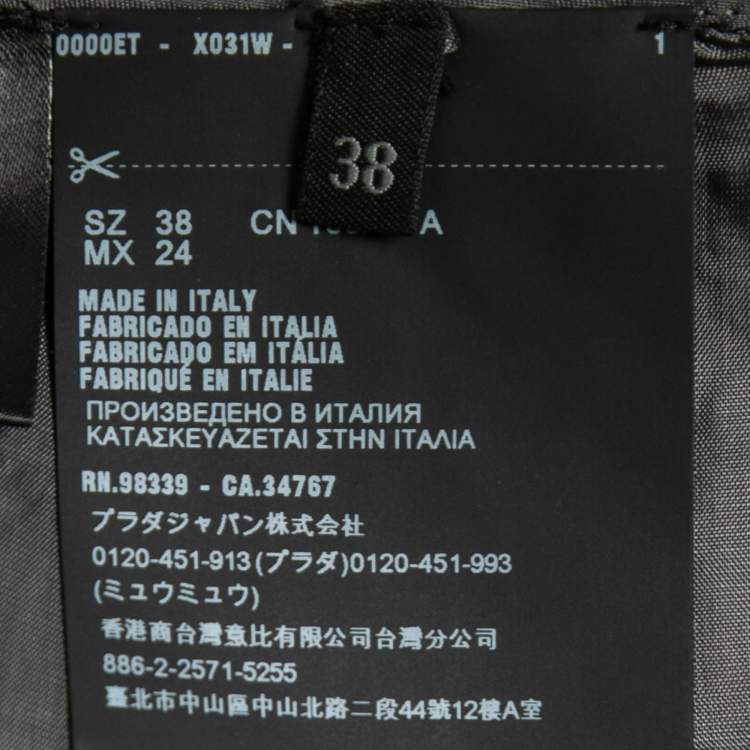 0000ET - X031W - 1
38
SZ 38 CN A
MX 24
MADE IN ITALY
FABRICADO EN ITALIA
FABRICADO EM ITÁLIA
FABRIQUÉ EN ITALIE
ПРОИЗВЕДЕНО В ИТАЛИЯ
ΚΑΤΑΣΚΕΥΑΖΕΤΑΙ ΣΤΗΝ ΙΤΑΛΙΑ
RN.98339 - CA.34767
プラダジャパン株式会社
0120-451-913(プラダ)0120-451-993
(ミュウミュウ)
香港商台灣意比有限公司台灣分公司
886-2-2571-5255
臺北市中山區中山北路二段44號12樓A室